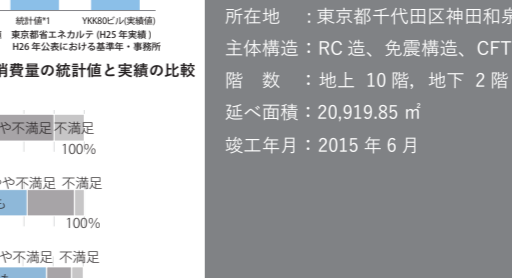 統計値*1 YKK80ビル(実績値)
東京都省エネカルテ (H25 年実績 )
H26 年公表における基準年・事務所
消費量の統計値と実績の比較
や不満足 不満足
100%
や不満足 不満足
も
100%
や不満足 不満足
所在地 :東京都千代田区神田和泉
主体構造:RC 造、免震構造、CFT
階 数 :地上 10 階, 地下 2 階
延べ面積:20,919.85 ㎡
竣工年月:2015 年 6 月